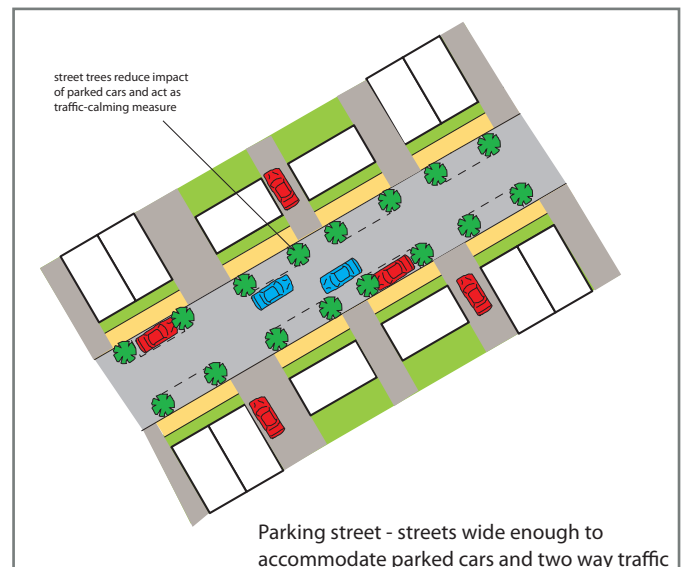 street trees reduce impact
of parked cars and act as
traffic-calming measure
Parking street - streets wide enough to
accommodate parked cars and two way traffic